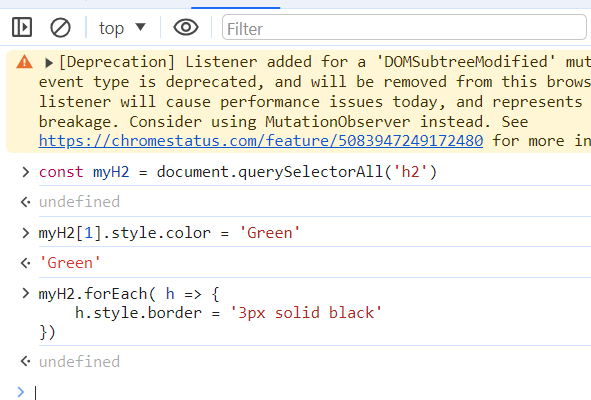 top
Filter
[Deprecation] Listener added for a 'DOMSubtreeModified' mut
event type is deprecated, and will be removed from this brows
listener will cause performance issues today, and represents
breakage. Consider using MutationObserver instead. See
https://chromestatus.com/feature/5083947249172480 for more in
> const myH2 = document.querySelectorAll('h2')
undefined
> myH2[1].style.color = 'Green'
'Green'
> myH2.forEach( h => {
h.style.border = '3px solid black'
})
undefined
>